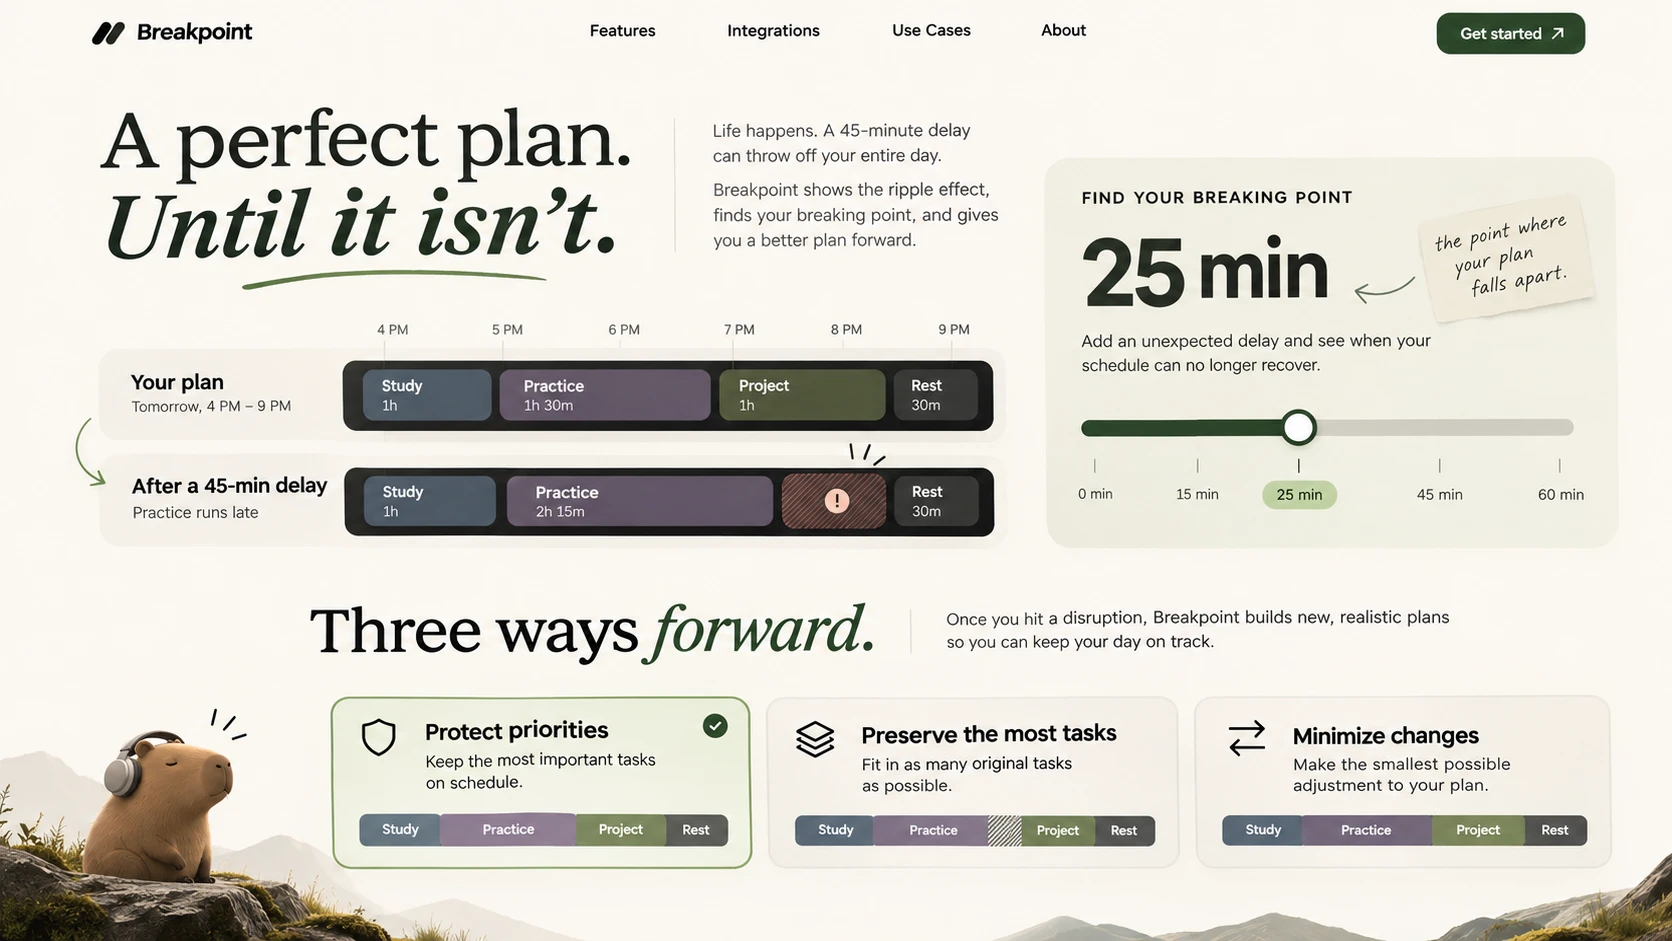 Breakpoint
Features
Integrations
Use Cases
About
Get started
A perfect plan.
Until it isn't.
Life happens. A 45-minute delay
can throw off your entire day.
Breakpoint shows the ripple effect,
finds your breaking point, and gives
you a better plan forward.
4 PM
5 PM
6 PM
7 PM
8 PM
9 PM
Your plan
Tomorrow, 4 PM – 9 PM
Study
1h
Practice
1h 30m
Project
1h
Rest
30m
After a 45-min delay
Practice runs late
Study
1h
Practice
2h 15m
!
Rest
30m
FIND YOUR BREAKING POINT
25 min
the point where
your plan
falls apart.
Add an unexpected delay and see when your
schedule can no longer recover.
0 min
15 min
25 min
45 min
60 min
Three ways forward.
Once you hit a disruption, Breakpoint builds new, realistic plans
so you can keep your day on track.
Protect priorities
Keep the most important tasks
on schedule.
Study
Practice
Project
Rest
Preserve the most tasks
Fit in as many original tasks
as possible.
Study
Practice
Project
Rest
Minimize changes
Make the smallest possible
adjustment to your plan.
Study
Practice
Project
Rest